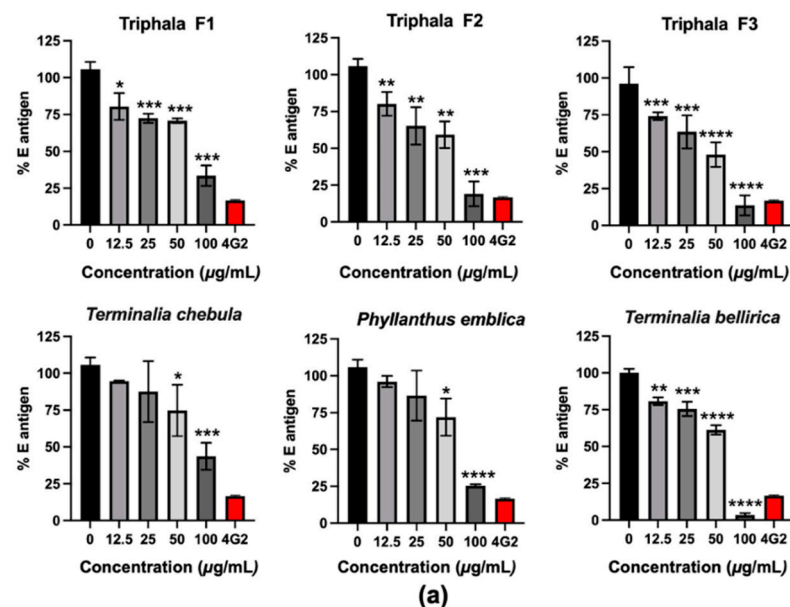 Triphala F1
% E antigen
125
100
75
50
25
0
*
***
***
***
0 12.5 25 50 100 4G2
Concentration (µg/mL)
Triphala F2
% E antigen
125
100
75
50
25
0
**
**
**
***
0 12.5 25 50 100 4G2
Concentration (µg/mL)
Triphala F3
% E antigen
125
100
75
50
25
0
***
***
****
****
0 12.5 25 50 100 4G2
Concentration (µg/mL)
Terminalia chebula
% E antigen
125
100
75
50
25
0
*
***
0 12.5 25 50 100 4G2
Concentration (µg/mL)
Phyllanthus emblica
% E antigen
125
100
75
50
25
0
*
****
0 12.5 25 50 100 4G2
Concentration (µg/mL)
Terminalia bellirica
% E antigen
125
100
75
50
25
0
**
***
****
****
0 12.5 25 50 100 4G2
Concentration (µg/mL)
(a)